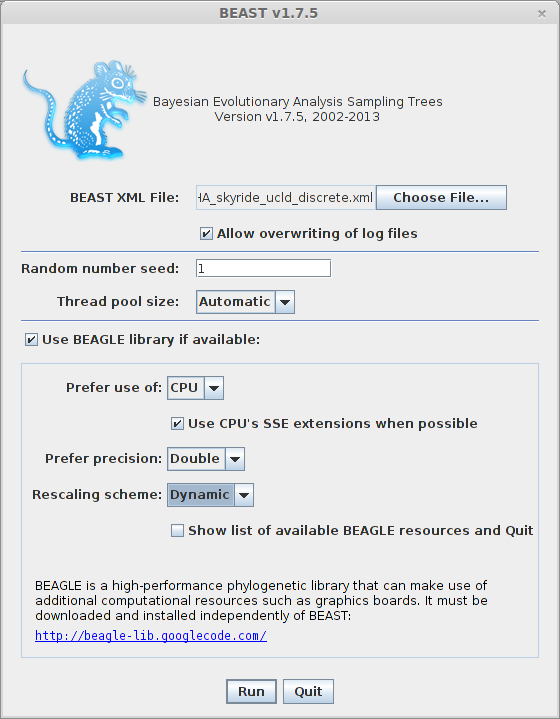 BEAST v1.7.5
Bayesian Evolutionary Analysis Sampling Trees
Version v1.7.5, 2002-2013
BEAST XML File: HA_skyride_ucld_discrete.xml Choose File...
Allow overwriting of log files
Random number seed: 1
Thread pool size: Automatic
Use BEAGLE library if available:
Prefer use of: CPU
Use CPU's SSE extensions when possible
Prefer precision: Double
Rescaling scheme: Dynamic
Show list of available BEAGLE resources and Quit
BEAGLE is a high-performance phylogenetic library that can make use of
additional computational resources such as graphics boards. It must be
downloaded and installed independently of BEAST:
http://beagle-lib.googlecode.com/
Run Quit